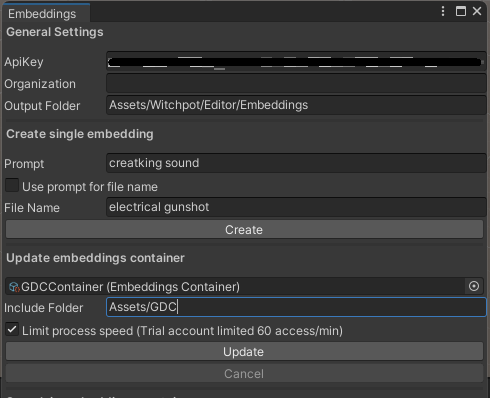 Embeddings
General Settings
ApiKey
Organization
Output Folder Assets/Witchpot/Editor/Embeddings
Create single embedding
Prompt creatking sound
Use prompt for file name
File Name electrical gunshot
Create
Update embeddings container
GDCContainer (Embeddings Container)
Include Folder Assets/GDC
Limit process speed (Trial account limited 60 access/min)
Update
Cancel